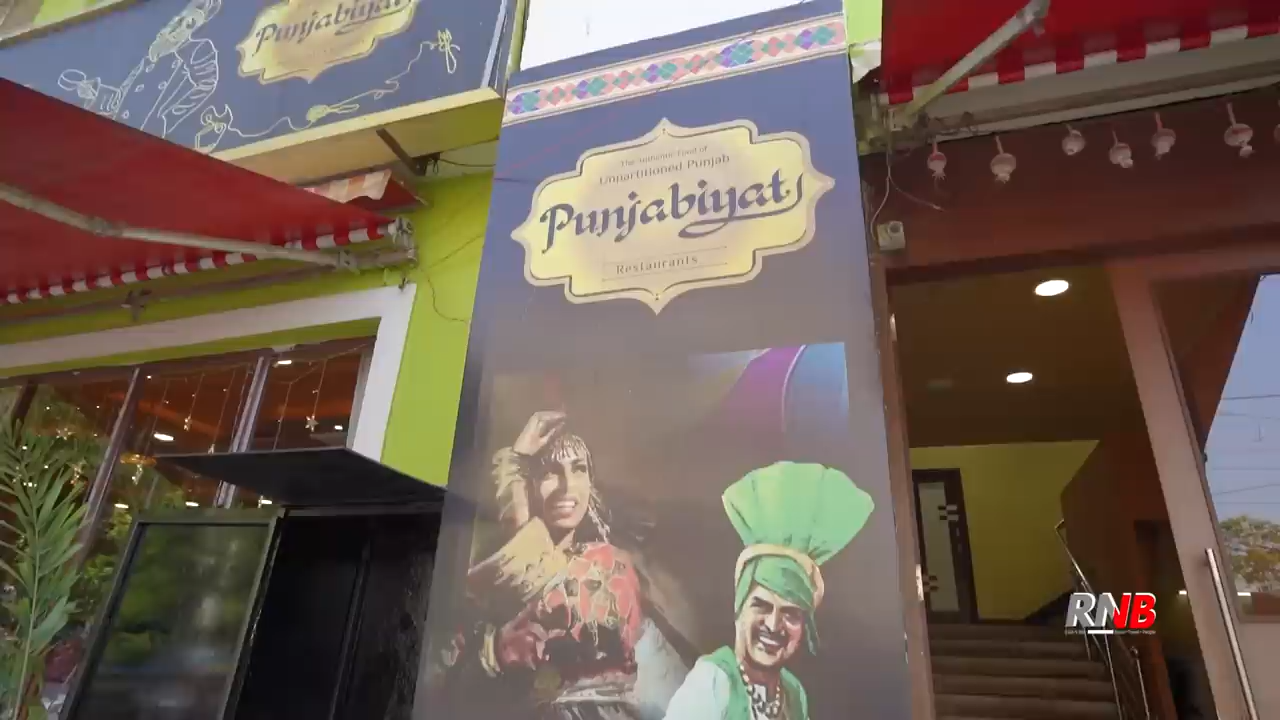 Punjabiyat
The Authentic Food of
Unpartitioned Punjab
Punjabiyat
Restaurants
RNB